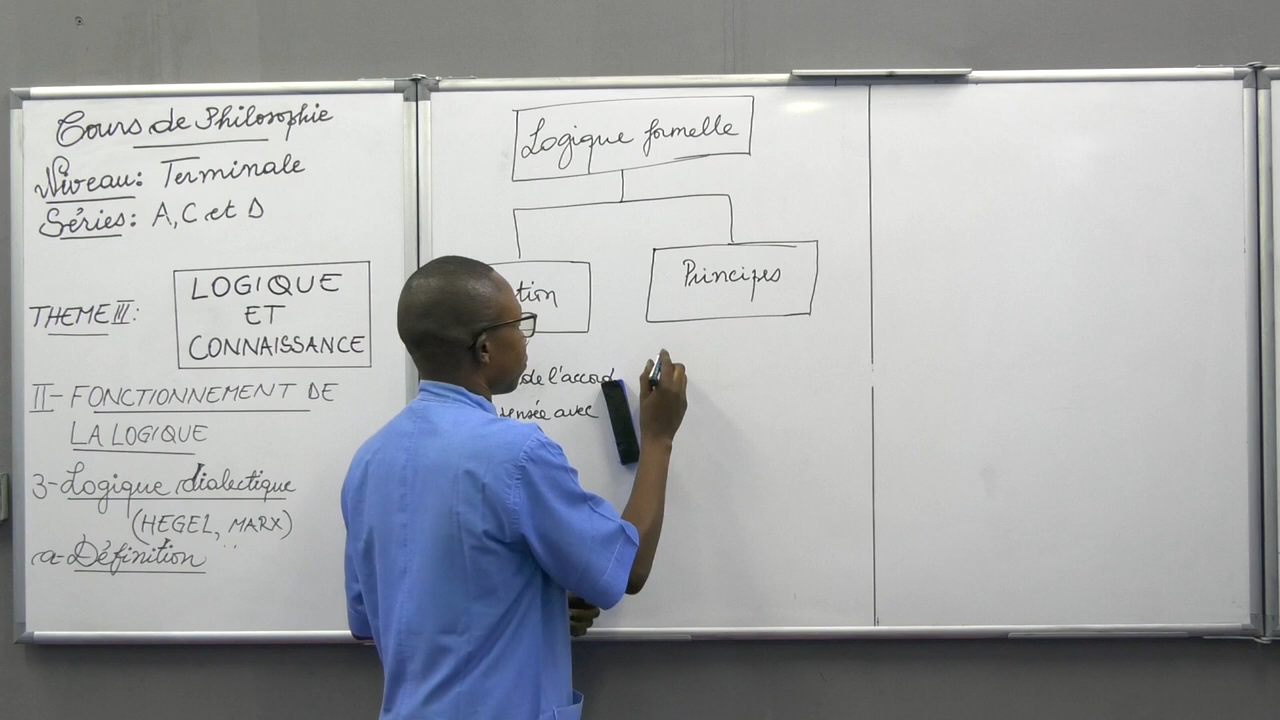 Cours de Philosophie
Niveau: Terminale
Séries: A, C et D
THEME III:
LOGIQUE
ET
CONNAISSANCE
II- FONCTIONNEMENT DE
LA LOGIQUE
3- Logique dialectique
(HEGEL, MARX)
a- Définition
Logique formelle
tion
Principes
de l'accord
pensée avec